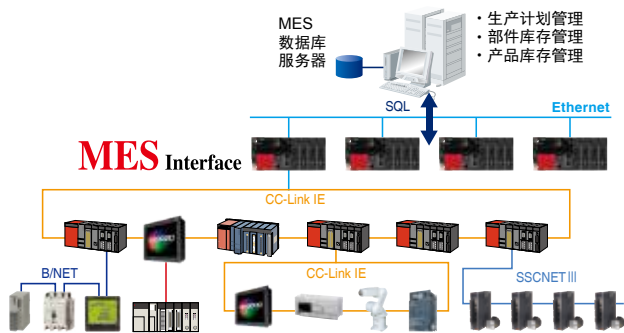 MES
数据库
服务器
・生产计划管理
・部件库存管理
・产品库存管理
SQL
Ethernet
MES Interface
CC-Link IE
B/NET
CC-Link IE
SSCNETⅢ